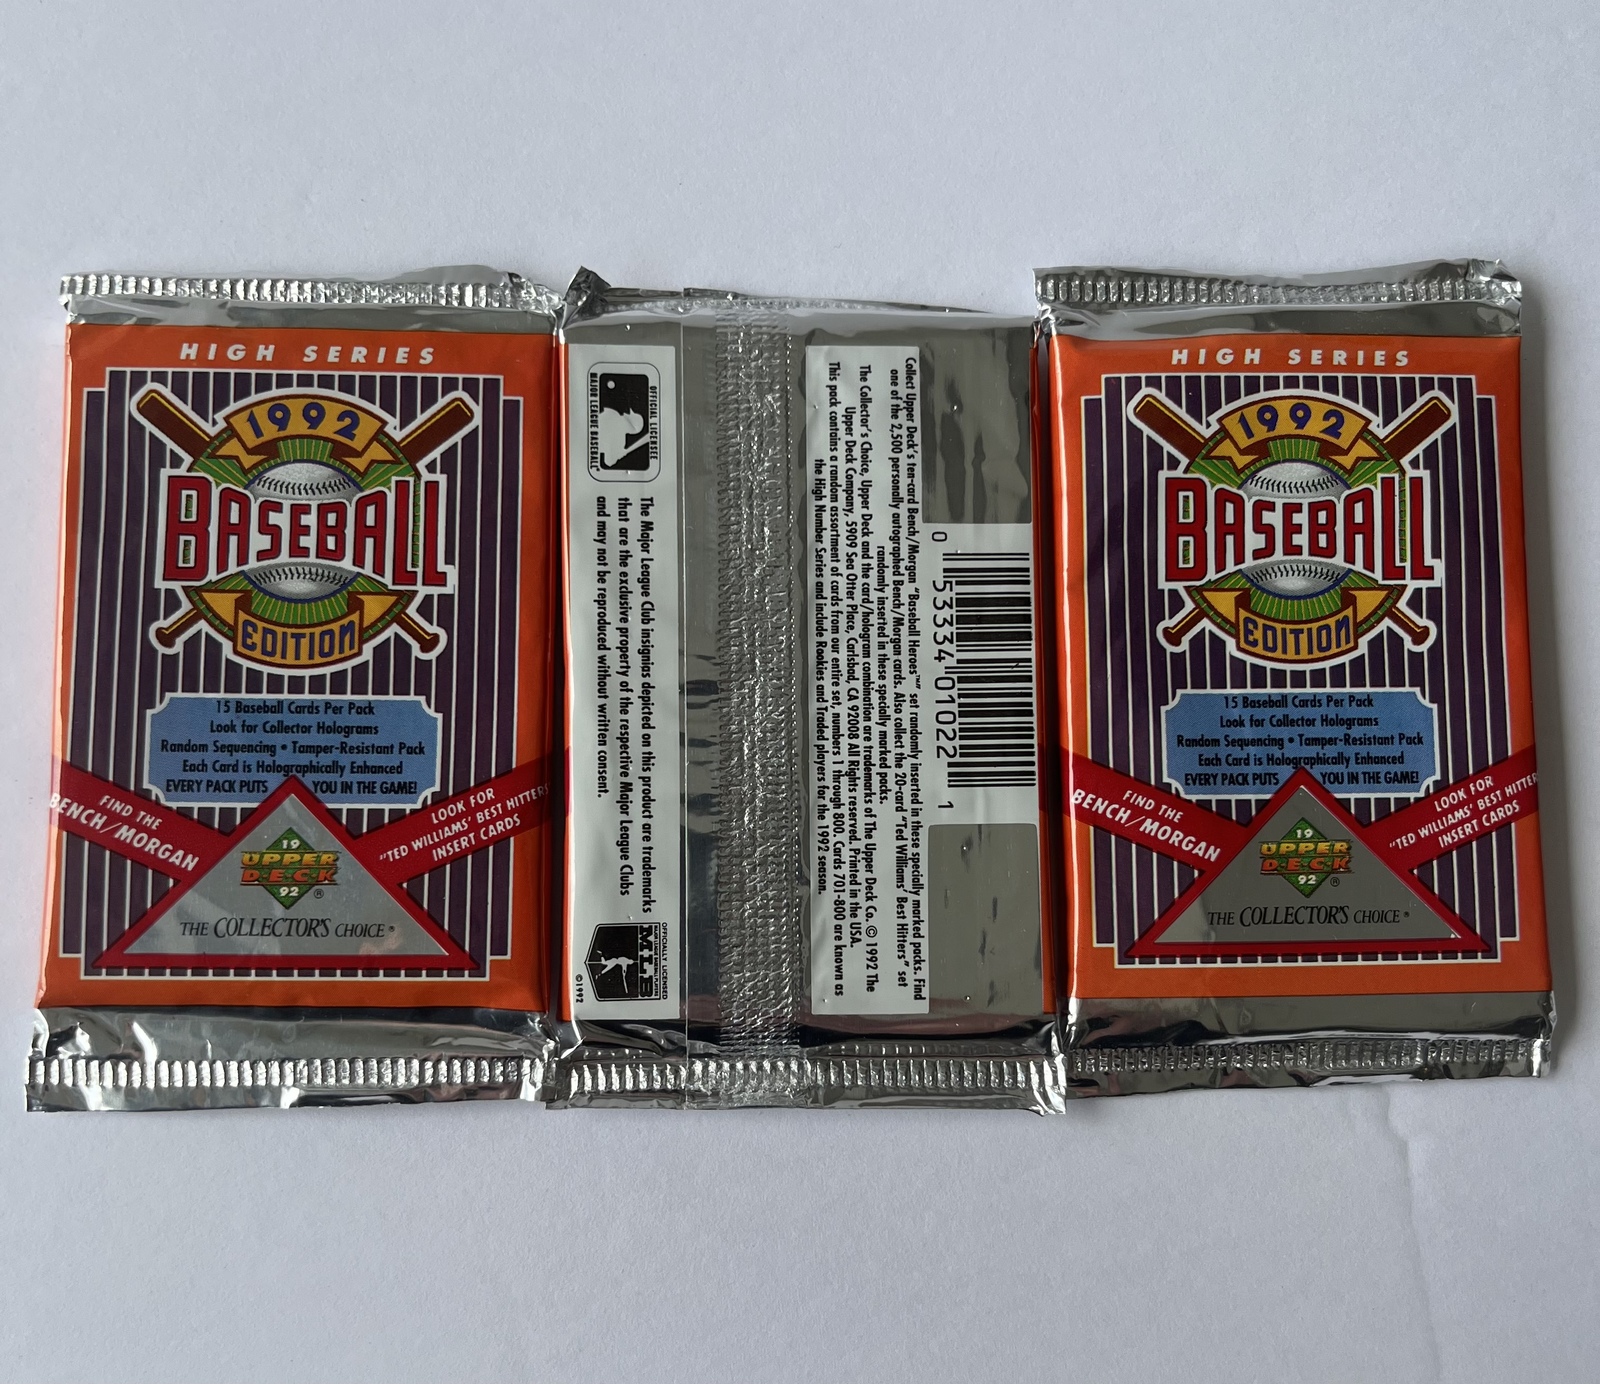 HIGH SERIES
1992
BASEBALL
EDITION
15 Baseball Cards Per Pack
Look for Collector Holograms
Random Sequencing • Tamper-Resistant Pack
Each Card is Holographically Enhanced
EVERY PACK PUTS YOU IN THE GAME!
FIND THE
BENCH/MORGAN
LOOK FOR
"TED WILLIAMS' BEST HITTERS
INSERT CARDS
19
UPPER
DECK
92 ®
THE COLLECTOR'S CHOICE ®
Collect Upper Deck's ten-card Bench/Morgan "Baseball Heroes™" set randomly inserted in these specially marked packs. Find
one of the 2,500 personally autographed Bench/Morgan cards. Also collect the 20-card "Ted Williams' Best Hitters" set
randomly inserted in these specially marked packs.
The Collector's Choice, Upper Deck and the card/hologram combination are trademarks of The Upper Deck Co. © 1992 The
Upper Deck Company, 5909 Sea Otter Place, Carlsbad, CA 92008 All Rights reserved. Printed in the USA.
This pack contains a random assortment of cards from our entire set, numbers 1 through 800. Cards 701-800 are known as
the High Number Series and include Rookies and Traded players for the 1992 season.
0 53334 01022 1
OFFICIAL LICENSEE
MAJOR LEAGUE BASEBALL
The Major League Club insignias depicted on this product are trademarks
that are the exclusive property of the respective Major League Clubs
and may not be reproduced without written consent.
OFFICIALLY LICENSED
MAJOR LEAGUE BASEBALL PLAYERS
MLB
©1992
HIGH SERIES
1992
BASEBALL
EDITION
15 Baseball Cards Per Pack
Look for Collector Holograms
Random Sequencing • Tamper-Resistant Pack
Each Card is Holographically Enhanced
EVERY PACK PUTS YOU IN THE GAME!
FIND THE
BENCH/MORGAN
LOOK FOR
"TED WILLIAMS' BEST HITTER
INSERT CARDS
19
UPPER
DECK
92 ®
THE COLLECTOR'S CHOICE ®